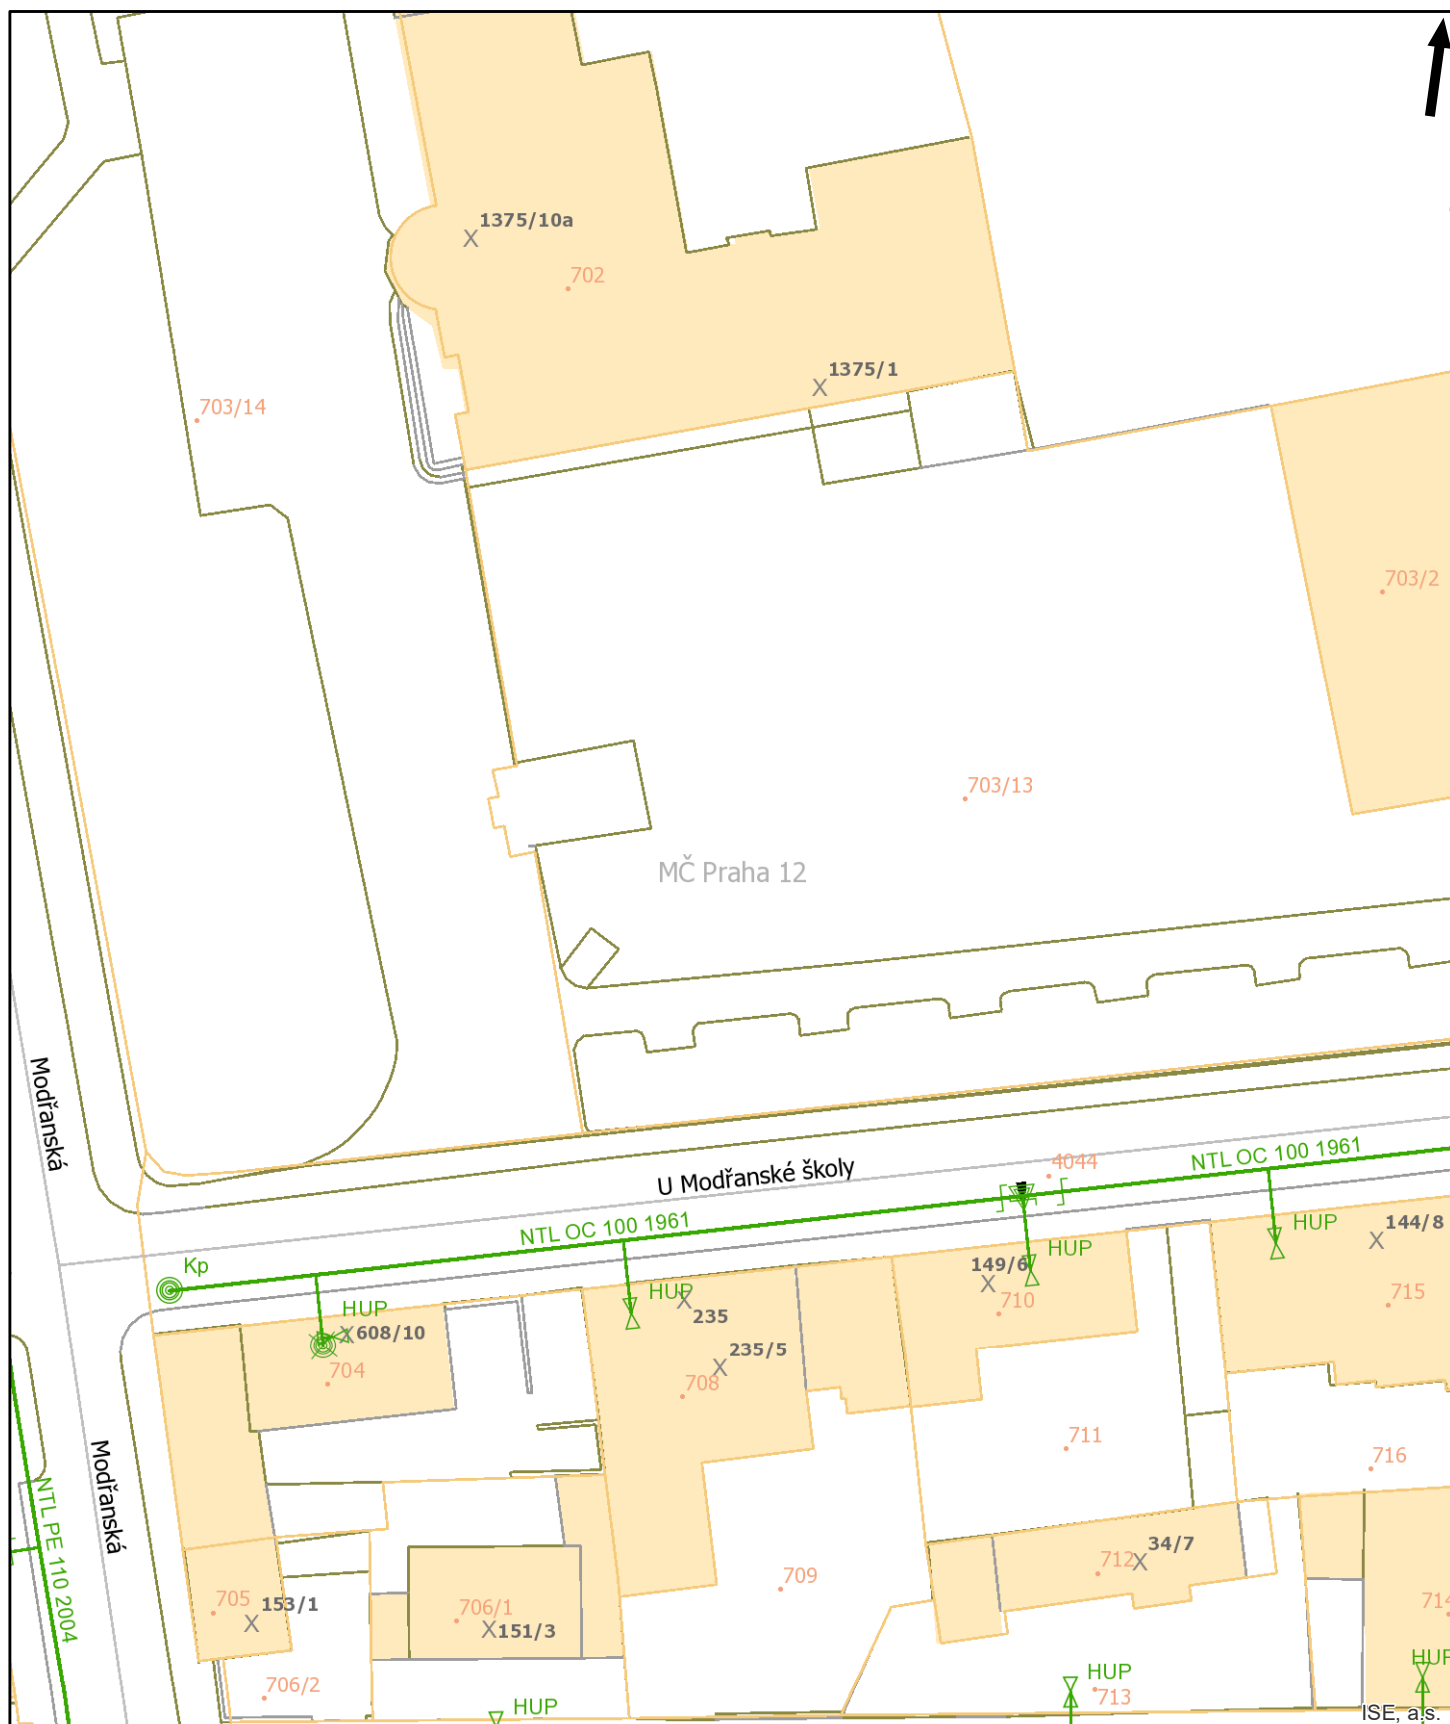 1375/10a
702
1375/1
703/14
703/2
703/13
MČ Praha 12
Modřanská
4044
NTL OC 100 1961
U Modřanské školy
NTL OC 100 1961
HUP
144/8
Kp
HUP
149/6
HUP
HUP
710
715
608/10
235
235/5
704
708
711
716
Modřanská
NTL PE 110 2004
34/7
712
709
705
153/1
706/1
151/3
714
HUP
HUP
706/2
713
HUP
ISE, a.s.